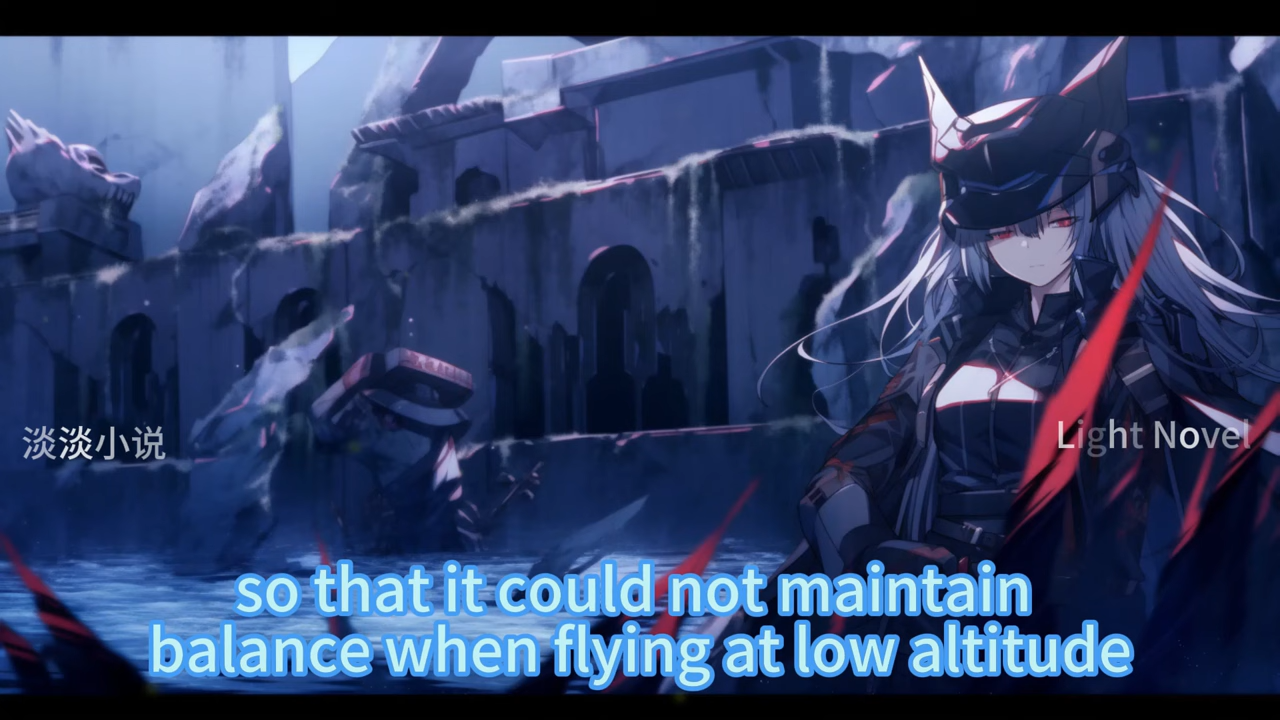 淡淡小说
Light Novel
so that it could not maintain
balance when flying at low altitude